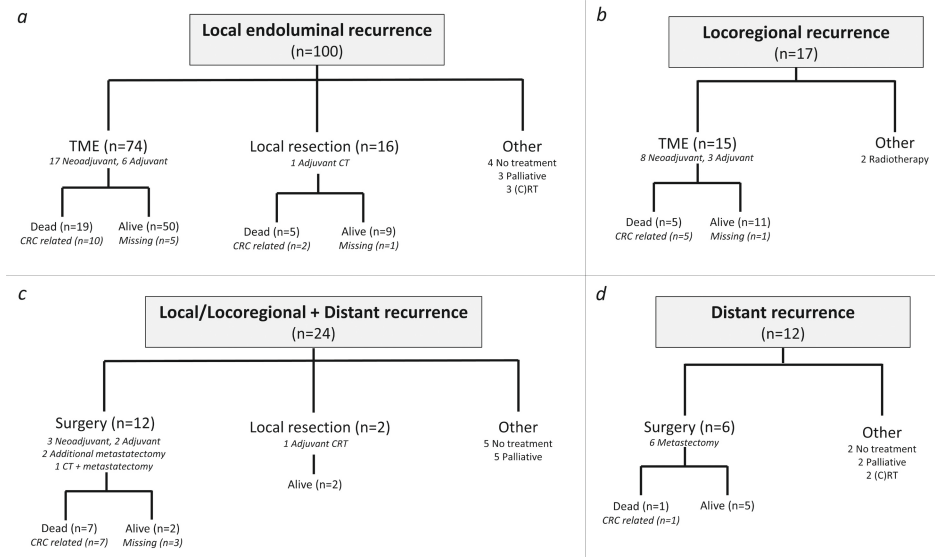 a
Local endoluminal recurrence
(n=100)
TME (n=74)
17 Neoadjuvant, 6 Adjuvant
Dead (n=19)
CRC related (n=10)
Alive (n=50)
Missing (n=5)
Local resection (n=16)
1 Adjuvant CT
Dead (n=5)
CRC related (n=2)
Alive (n=9)
Missing (n=1)
Other
4 No treatment
3 Palliative
3 (C)RT
b
Locoregional recurrence
(n=17)
TME (n=15)
8 Neoadjuvant, 3 Adjuvant
Dead (n=5)
CRC related (n=5)
Alive (n=11)
Missing (n=1)
Other
2 Radiotherapy
c
Local/Locoregional + Distant recurrence
(n=24)
Surgery (n=12)
3 Neoadjuvant, 2 Adjuvant
2 Additional metastatectomy
1 CT + metastatectomy
Dead (n=7)
CRC related (n=7)
Alive (n=2)
Missing (n=3)
Local resection (n=2)
1 Adjuvant CRT
Alive (n=2)
Other
5 No treatment
5 Palliative
d
Distant recurrence
(n=12)
Surgery (n=6)
6 Metastectomy
Dead (n=1)
CRC related (n=1)
Alive (n=5)
Other
2 No treatment
2 Palliative
2 (C)RT